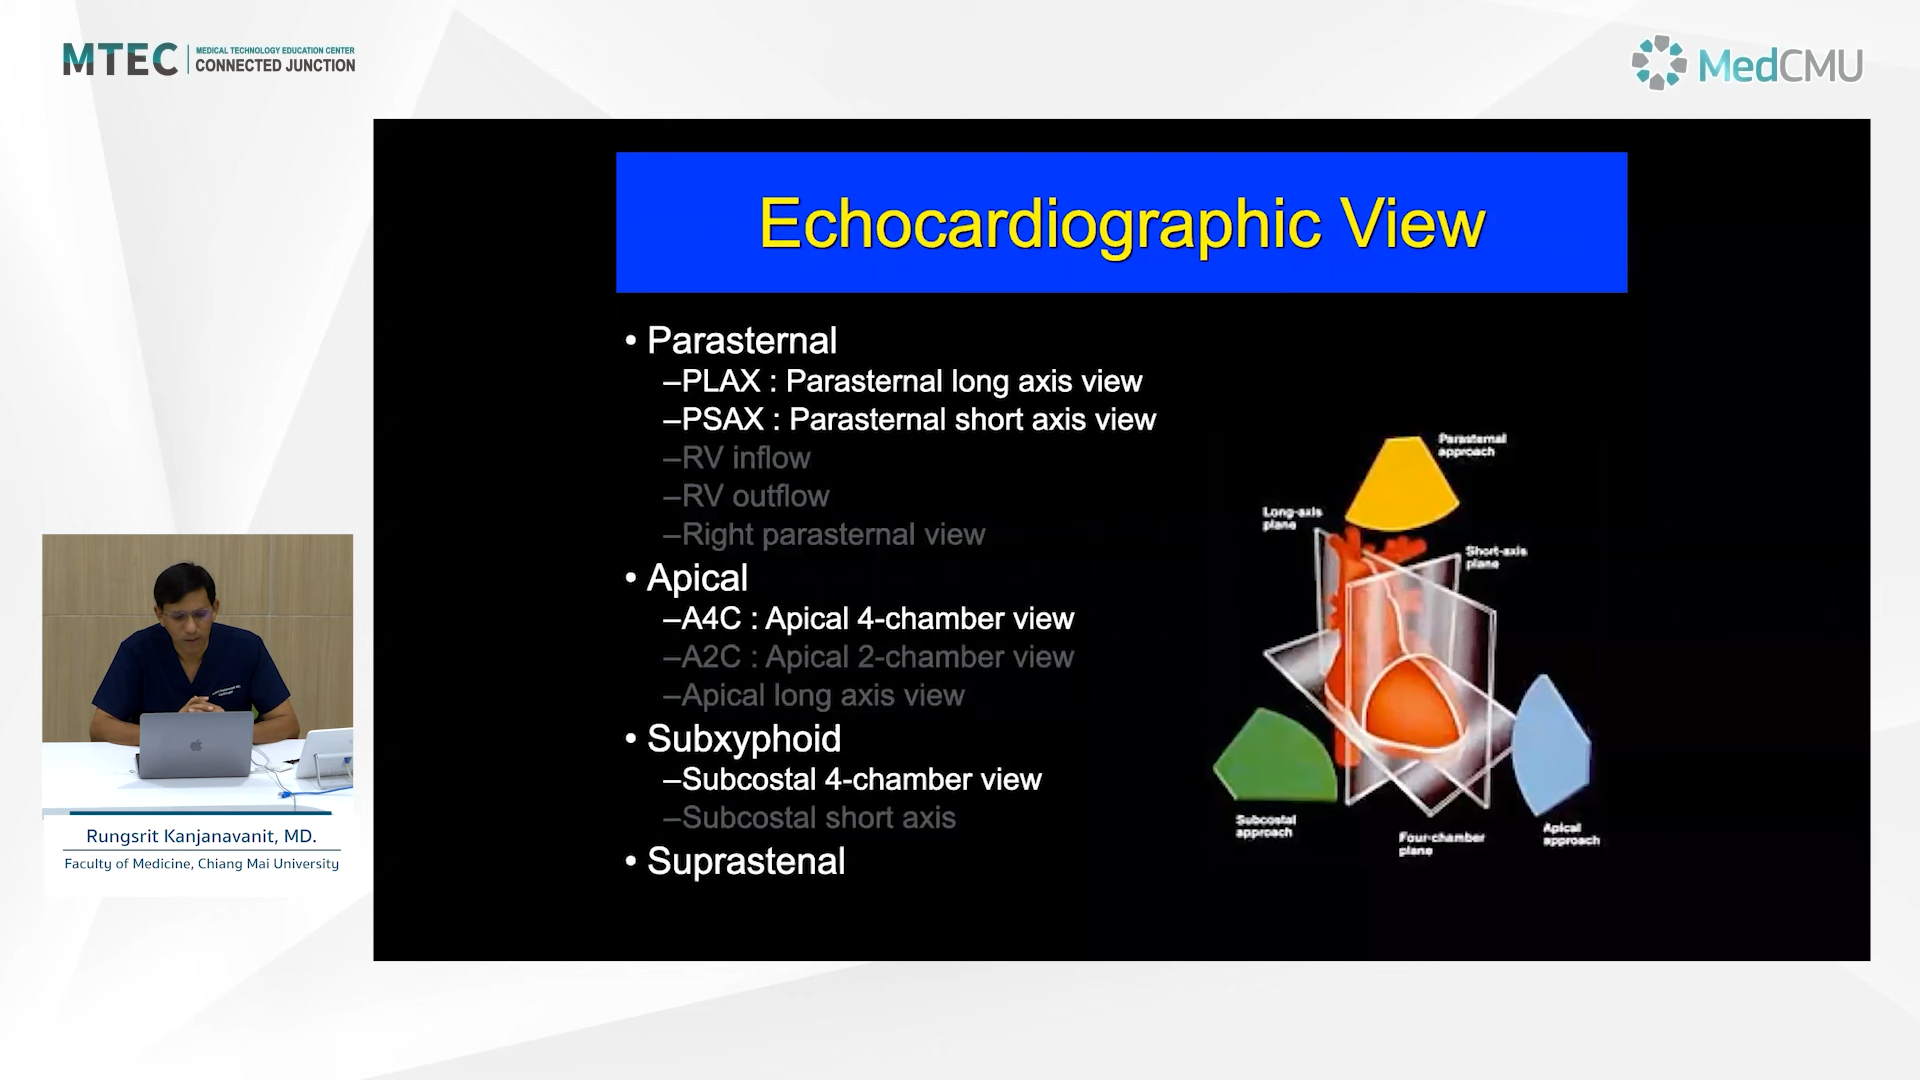 MTEC
MEDICAL TECHNOLOGY EDUCATION CENTER
CONNECTED JUNCTION
MedCMU
Echocardiographic View
• Parasternal
–PLAX : Parasternal long axis view
–PSAX : Parasternal short axis view
–RV inflow
–RV outflow
–Right parasternal view
• Apical
–A4C : Apical 4-chamber view
–A2C : Apical 2-chamber view
–Apical long axis view
• Subxyphoid
–Subcostal 4-chamber view
–Subcostal short axis
• Suprastenal
Parasternal
approach
Long-axis
plane
Short-axis
plane
Subcostal
approach
Four-chamber
plane
Apical
approach
Rungsrit Kanjanavanit, MD.
Faculty of Medicine, Chiang Mai University